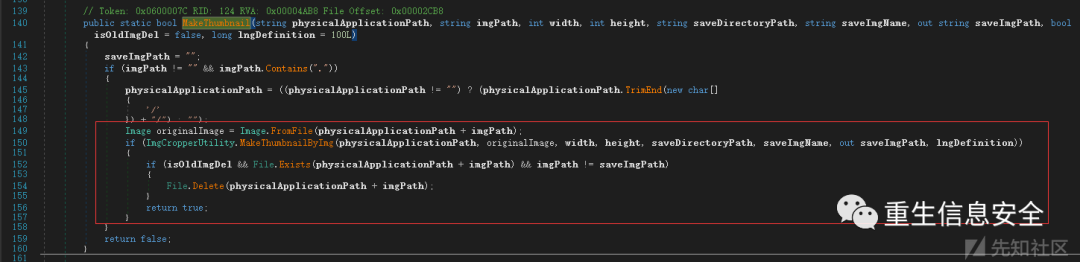 138
139 // Token: 0x0600007C RID: 124 RVA: 0x00004AB8 File Offset: 0x00002CB8
140 public static bool MakeThumbnail(string physicalApplicationPath, string imgPath, int width, int height, string saveDirectoryPath, string saveImgName, out string saveImgPath, bool
isOldImgDel = false, long lngDefinition = 100L)
141 {
142 saveImgPath = "";
143 if (imgPath != "" && imgPath.Contains("."))
144 {
145 physicalApplicationPath = ((physicalApplicationPath != "") ? (physicalApplicationPath.TrimEnd(new char[]
146 {
147 '/'
148 }) + "/") : "");
149 Image originalImage = Image.FromFile(physicalApplicationPath + imgPath);
150 if (ImgCropperUtility.MakeThumbnailByImg(physicalApplicationPath, originalImage, width, height, saveDirectoryPath, saveImgName, out saveImgPath, lngDefinition))
151 {
152 if (isOldImgDel && File.Exists(physicalApplicationPath + imgPath) && imgPath != saveImgPath)
153 {
154 File.Delete(physicalApplicationPath + imgPath);
155 }
156 return true;
157 }
158 }
159 return false;
160 }
161
重生信息安全
先知社区